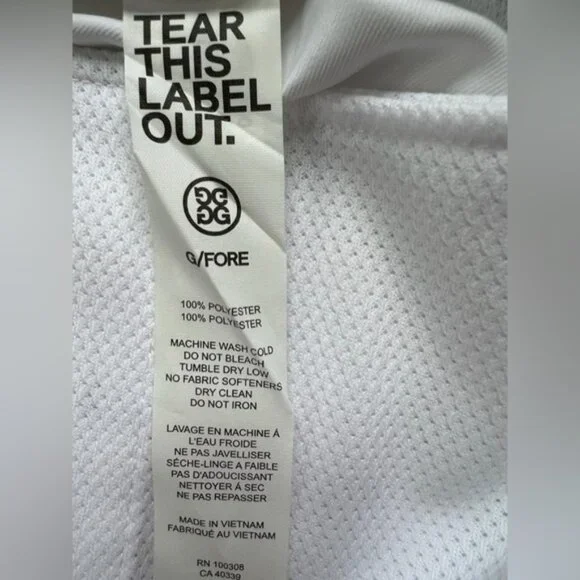 TEAR
THIS
LABEL
OUT.
G/FORE
100% POLYESTER
100% POLYESTER
MACHINE WASH COLD
DO NOT BLEACH
TUMBLE DRY LOW
NO FABRIC SOFTENERS
DRY CLEAN
DO NOT IRON
LAVAGE EN MACHINE Á
L'EAU FROIDE
NE PAS JAVELLISER
SÉCHE-LINGE A FAIBLE
PAS D'ADOUCISSANT
NETTOYER Á SEC
NE PAS REPASSER
MADE IN VIETNAM
FABRIQUÉ AU VIETNAM
RN 100308
CA 40339